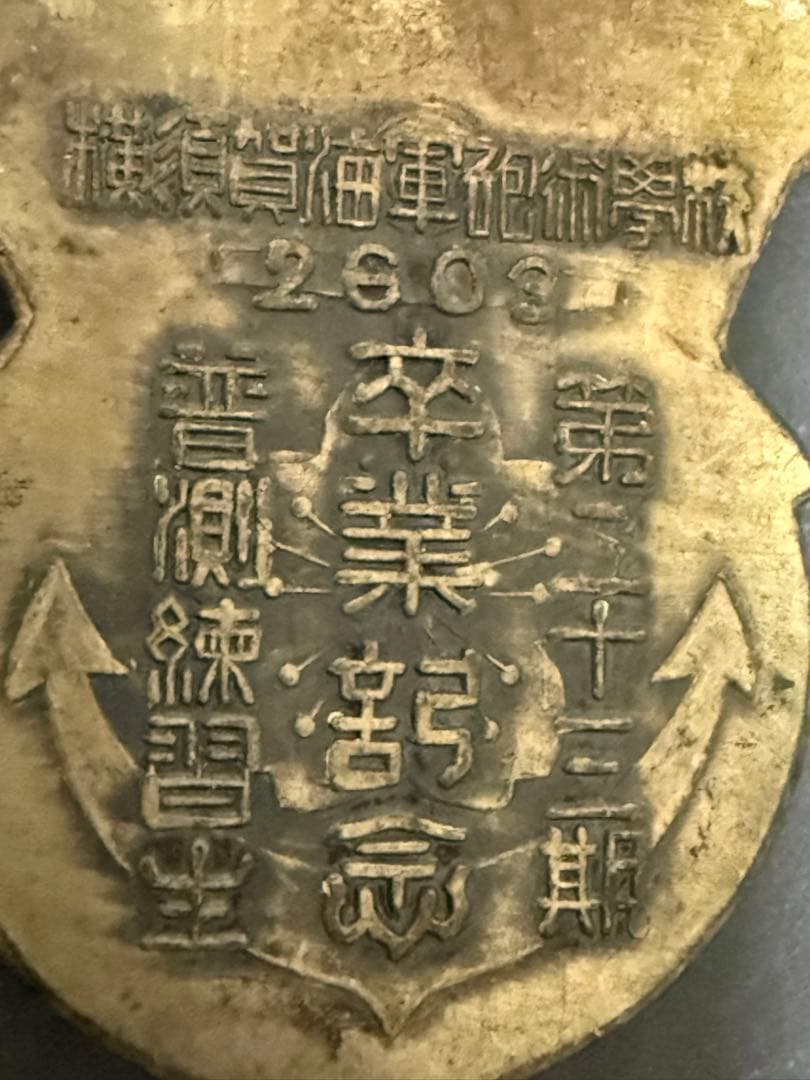 横須賀海軍砲術學校
2603
第二十三期
卒業記念
普測練習生